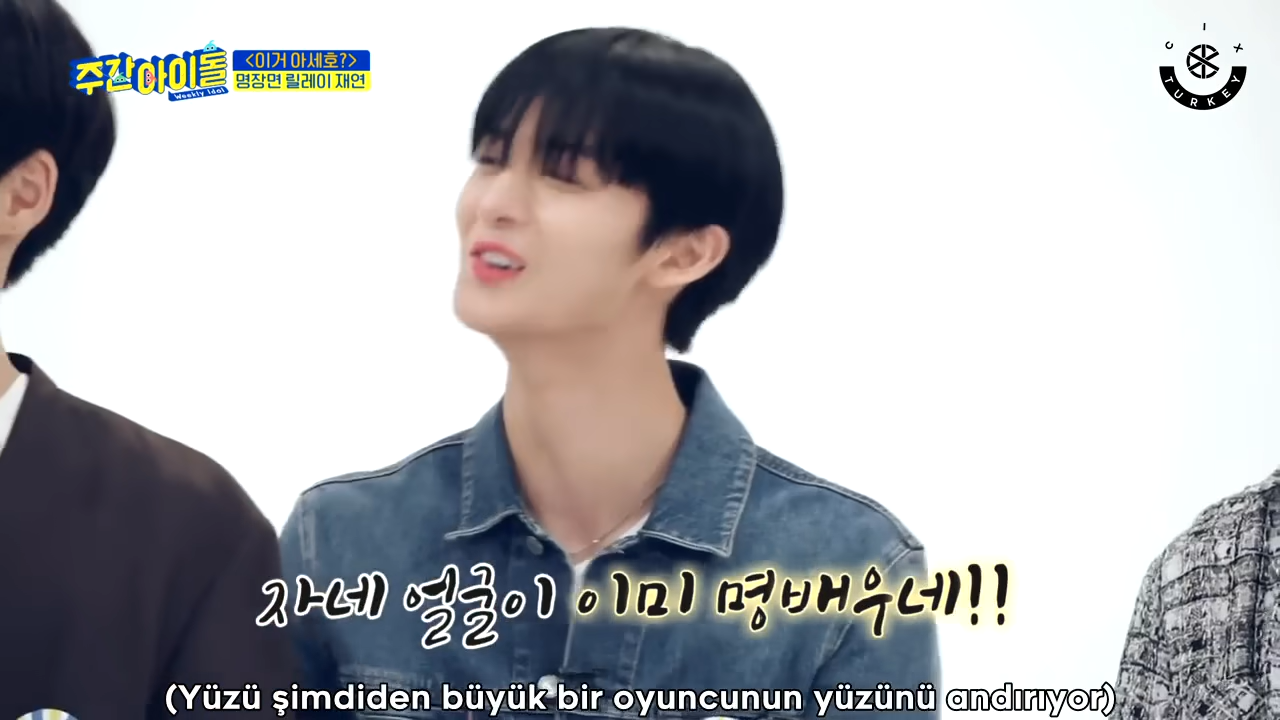 주간아이돌
Weekly Idol
<이거 아세호?>
명장면 릴레이 재연
C I X
TURKEY
자네 얼굴이 이미 명배우네!!
(Yüzü şimdiden büyük bir oyuncunun yüzünü andırıyor)